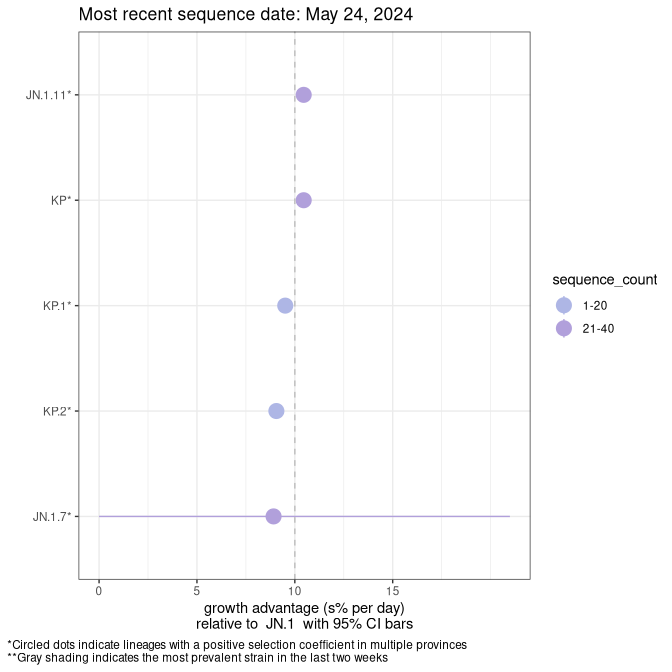 Most recent sequence date: May 24, 2024
JN.1.11*
KP*
KP.1*
KP.2*
JN.1.7*
0 5 10 15
growth advantage (s% per day)
relative to  JN.1  with 95% CI bars
sequence_count
1-20
21-40
*Circled dots indicate lineages with a positive selection coefficient in multiple provinces
**Gray shading indicates the most prevalent strain in the last two weeks